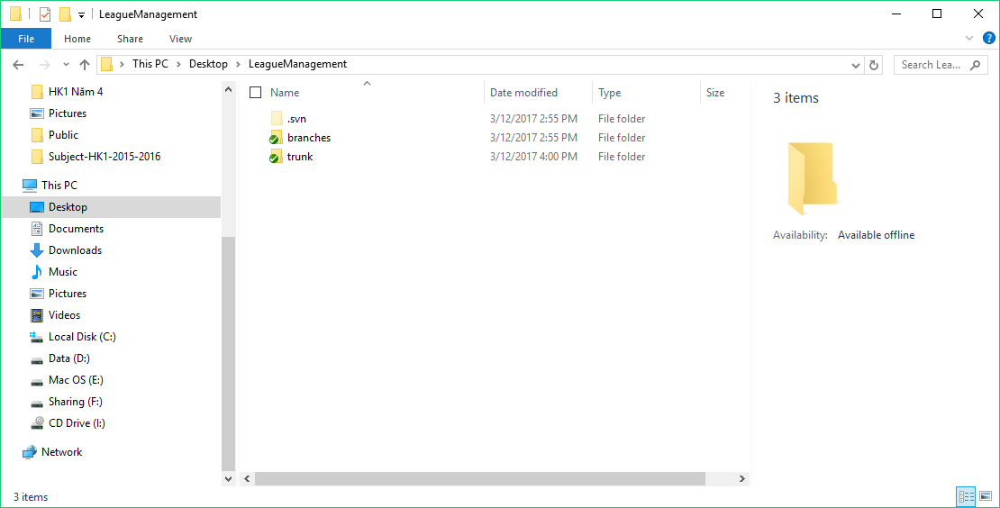 LeagueManagement
File Home Share View
This PC Desktop LeagueManagement
Search Lea...
HK1 Năm 4
Pictures
Public
Subject-HK1-2015-2016
This PC
Desktop
Documents
Downloads
Music
Pictures
Videos
Local Disk (C:)
Data (D:)
Mac OS (E:)
Sharing (F:)
CD Drive (I:)
Network
Name Date modified Type Size
.svn 3/12/2017 2:55 PM File folder
branches 3/12/2017 2:55 PM File folder
trunk 3/12/2017 4:00 PM File folder
3 items
Availability: Available offline
3 items